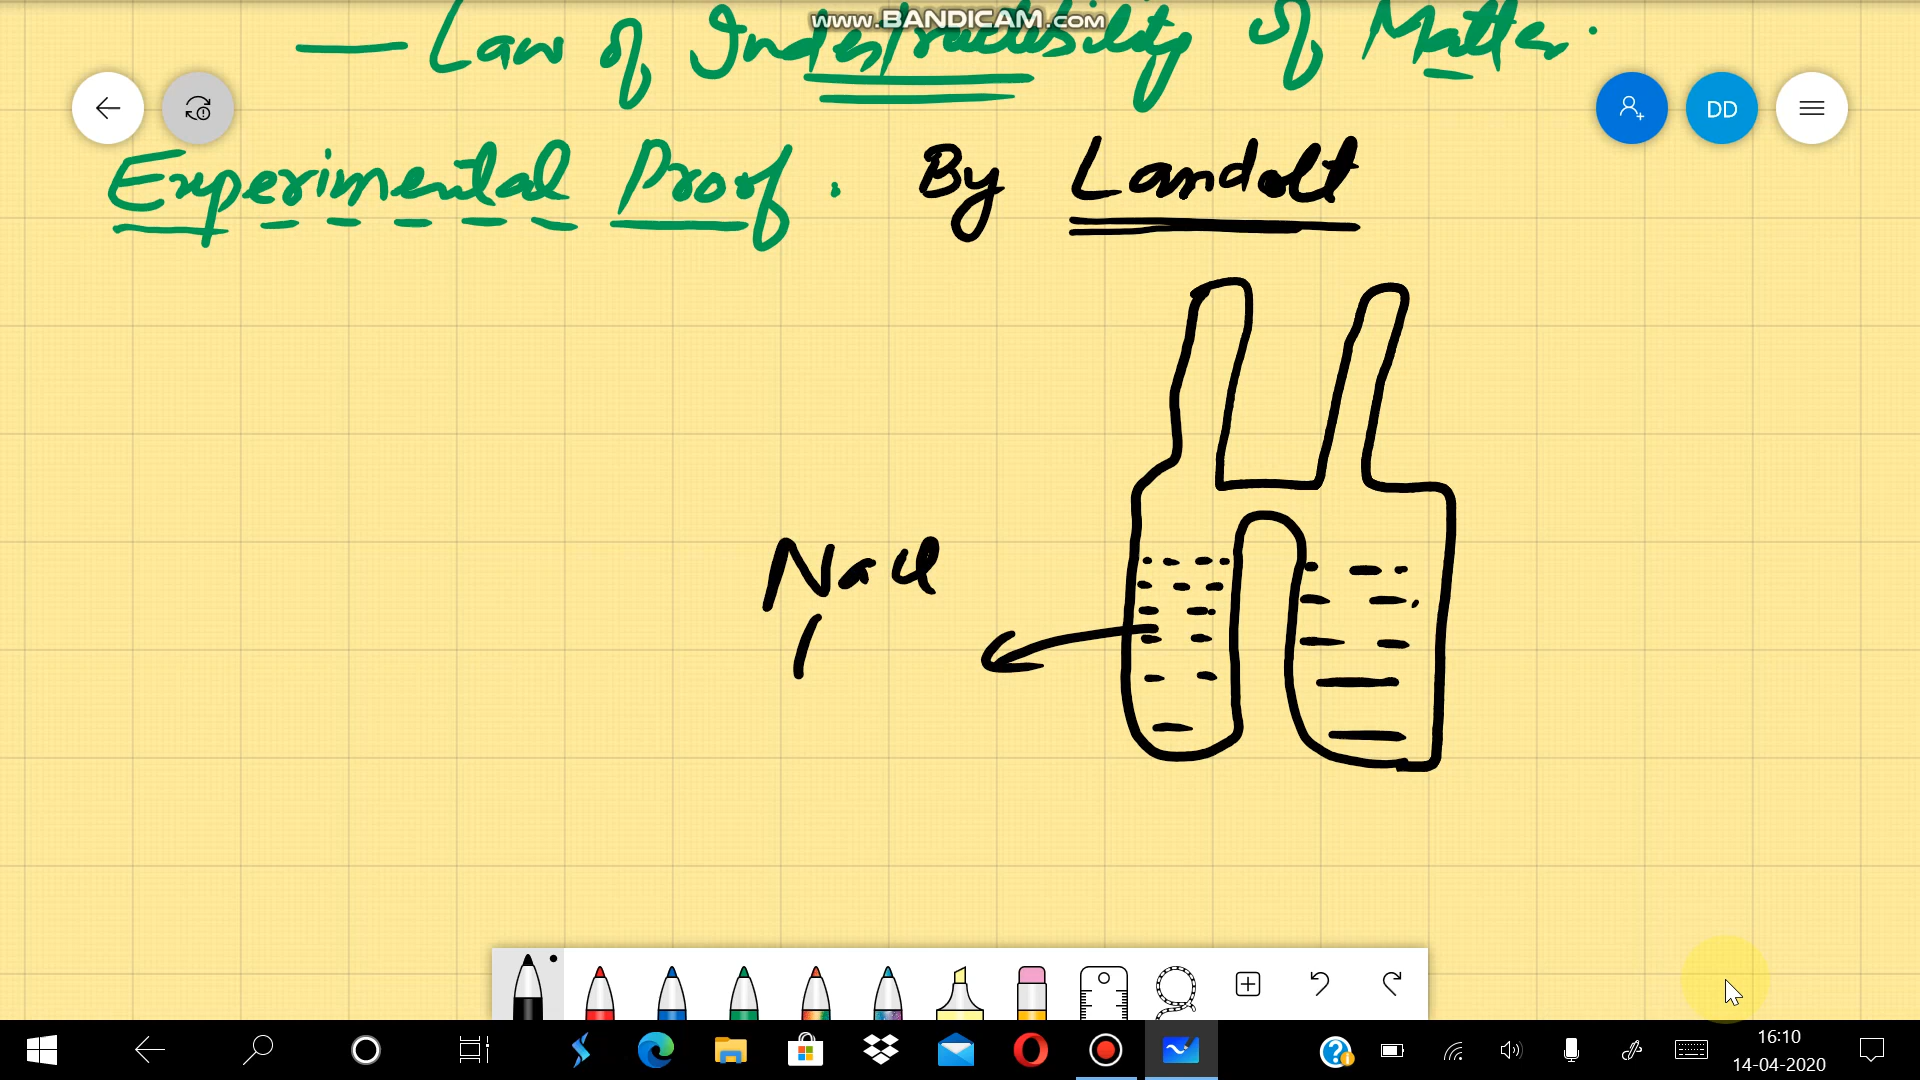 www.BANDICAM.com
— Law of Indestructibility of Matter.
DD
Experimental Proof. By Landolt
NaCl
16:10
14-04-2020